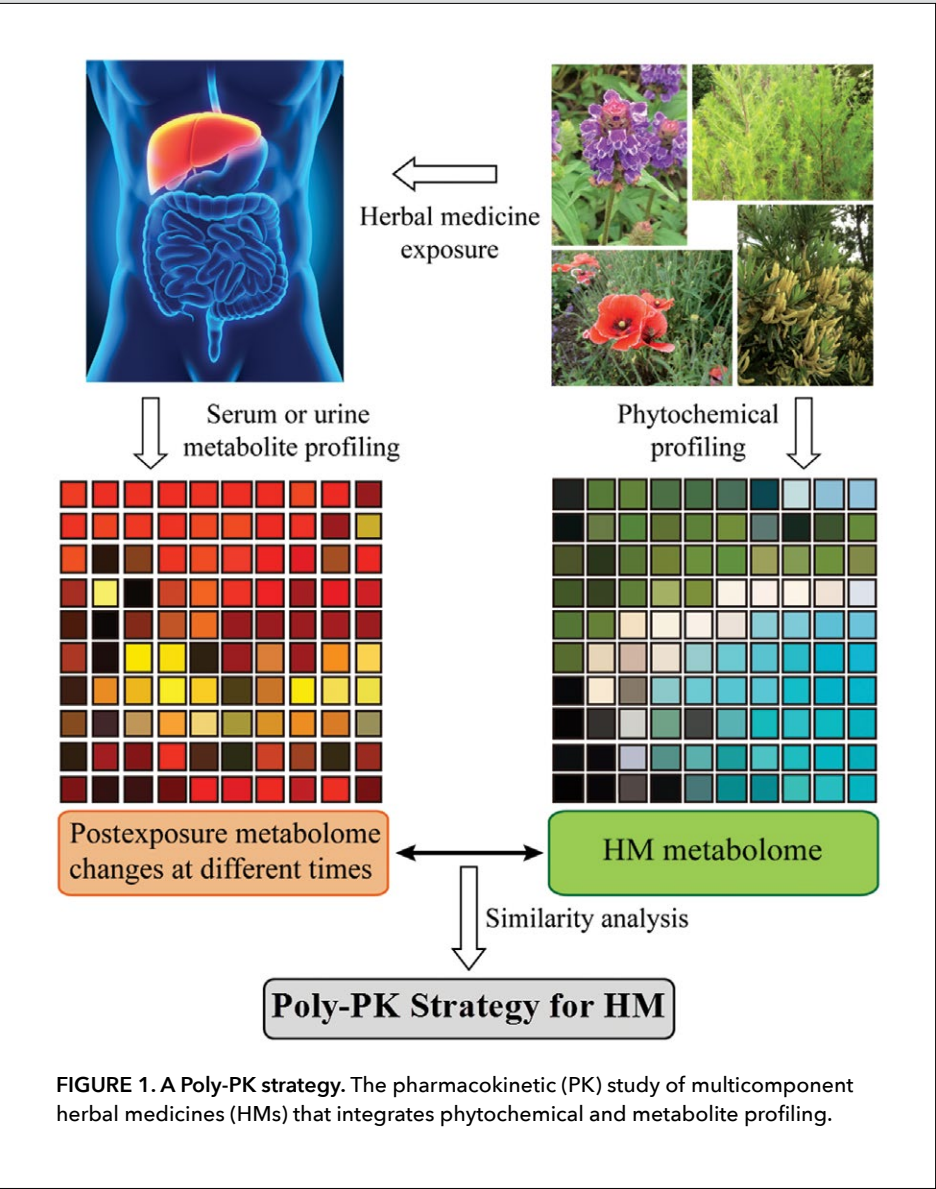 Herbal medicine
exposure
Serum or urine
metabolite profiling
Phytochemical
profiling
Postexposure metabolome
changes at different times
HM metabolome
Similarity analysis
Poly-PK Strategy for HM
FIGURE 1. A Poly-PK strategy. The pharmacokinetic (PK) study of multicomponent
herbal medicines (HMs) that integrates phytochemical and metabolite profiling.